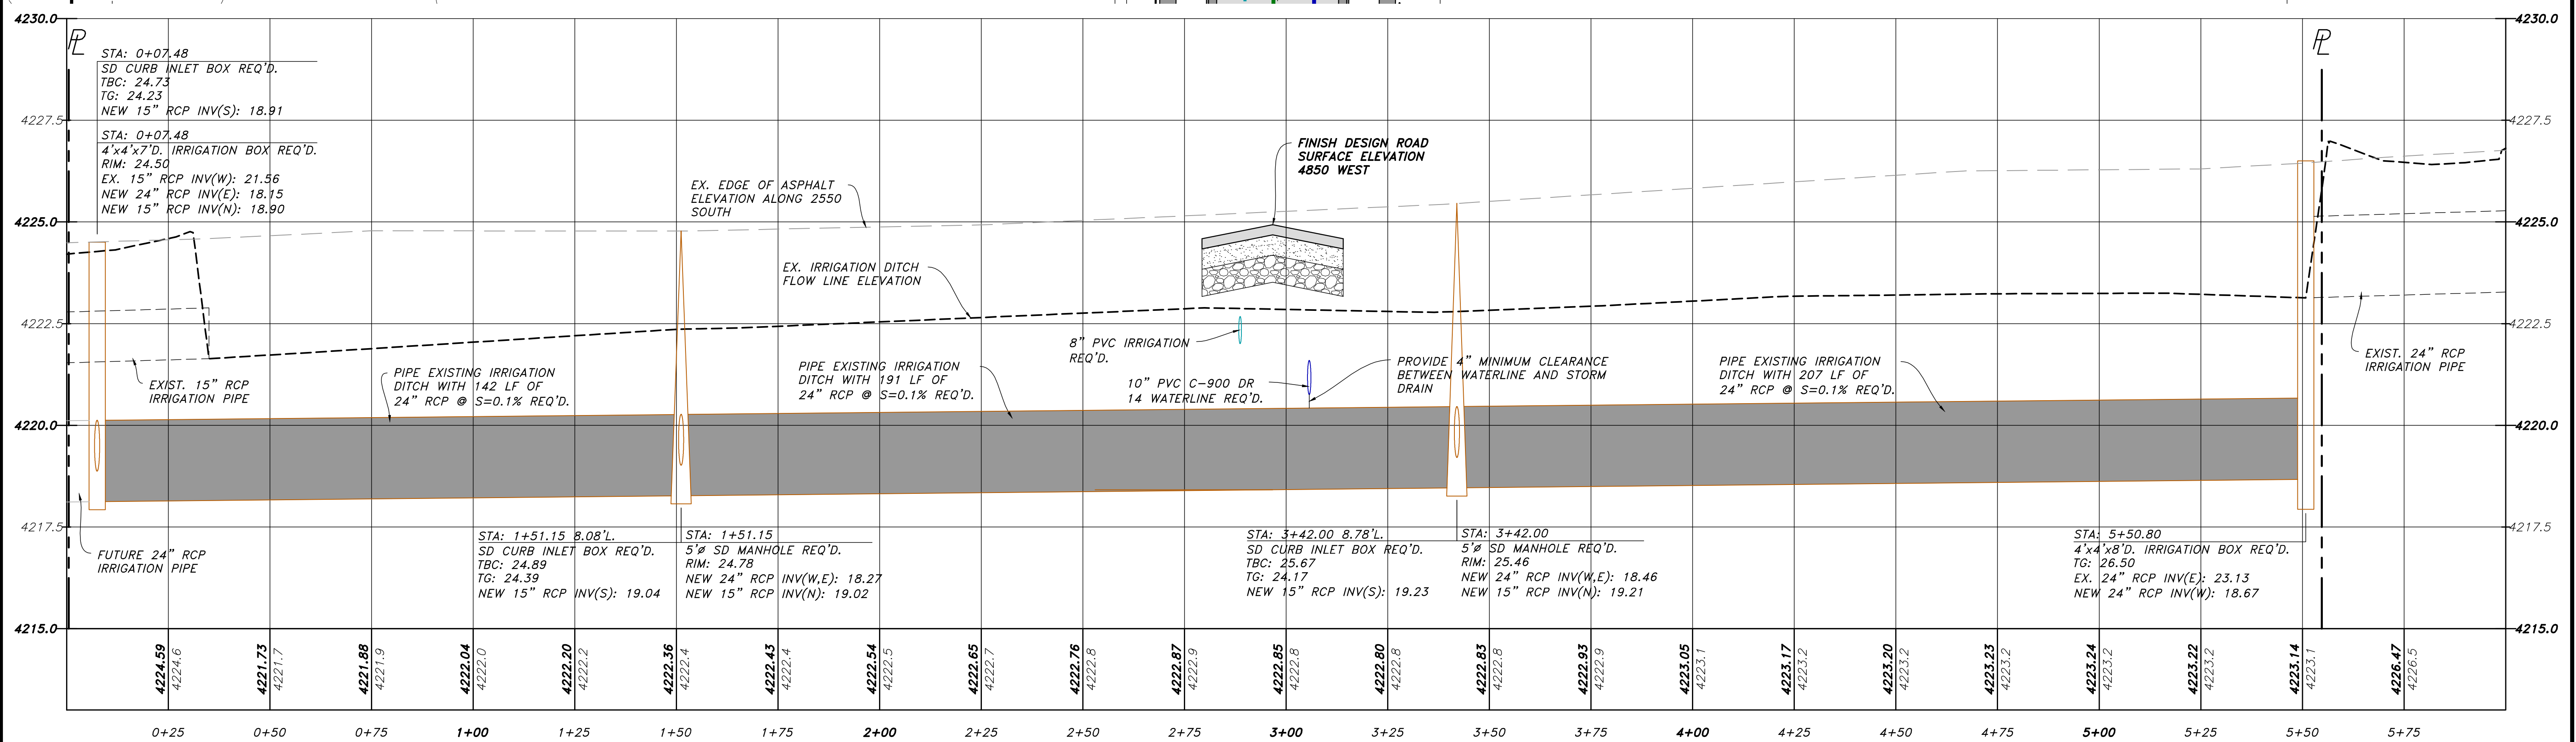 4230.0
4230.0
PL
PL
STA: 0+07.48
SD CURB INLET BOX REQ'D.
TBC: 24.73
TG: 24.23
NEW 15" RCP INV(S): 18.91
4227.5
4227.5
STA: 0+07.48
4'x4'x7'D. IRRIGATION BOX REQ'D.
RIM: 24.50
EX. 15" RCP INV(W): 21.56
NEW 24" RCP INV(E): 18.15
NEW 15" RCP INV(N): 18.90
FINISH DESIGN ROAD
SURFACE ELEVATION
4850 WEST
EX. EDGE OF ASPHALT
ELEVATION ALONG 2550
SOUTH
4225.0
4225.0
EX. IRRIGATION DITCH
FLOW LINE ELEVATION
4222.5
4222.5
EXIST. 15" RCP
IRRIGATION PIPE
PIPE EXISTING IRRIGATION
DITCH WITH 142 LF OF
24" RCP @ S=0.1% REQ'D.
PIPE EXISTING IRRIGATION
DITCH WITH 191 LF OF
24" RCP @ S=0.1% REQ'D.
8" PVC IRRIGATION
REQ'D.
10" PVC C-900 DR
14 WATERLINE REQ'D.
PROVIDE 4" MINIMUM CLEARANCE
BETWEEN WATERLINE AND STORM
DRAIN
PIPE EXISTING IRRIGATION
DITCH WITH 207 LF OF
24" RCP @ S=0.1% REQ'D.
EXIST. 24" RCP
IRRIGATION PIPE
4220.0
4220.0
4217.5
4217.5
FUTURE 24" RCP
IRRIGATION PIPE
STA: 1+51.15 8.08'L.
SD CURB INLET BOX REQ'D.
TBC: 24.89
TG: 24.39
NEW 15" RCP INV(S): 19.04
STA: 1+51.15
5'ø SD MANHOLE REQ'D.
RIM: 24.78
NEW 24" RCP INV(W,E): 18.27
NEW 15" RCP INV(N): 19.02
STA: 3+42.00 8.78'L.
SD CURB INLET BOX REQ'D.
TBC: 25.67
TG: 24.17
NEW 15" RCP INV(S): 19.23
STA: 3+42.00
5'ø SD MANHOLE REQ'D.
RIM: 25.46
NEW 24" RCP INV(W,E): 18.46
NEW 15" RCP INV(N): 19.21
STA: 5+50.80
4'x4'x8'D. IRRIGATION BOX REQ'D.
TG: 26.50
EX. 24" RCP INV(E): 23.13
NEW 24" RCP INV(W): 18.67
4215.0
4215.0
4224.59
4224.6
4221.73
4221.7
4221.88
4221.9
4222.04
4222.0
4222.20
4222.2
4222.36
4222.4
4222.43
4222.4
4222.54
4222.5
4222.65
4222.7
4222.76
4222.8
4222.87
4222.9
4222.85
4222.8
4222.80
4222.8
4222.83
4222.8
4222.93
4222.9
4223.05
4223.1
4223.17
4223.2
4223.20
4223.2
4223.23
4223.2
4223.24
4223.2
4223.22
4223.2
4223.14
4223.1
4226.47
4226.5
0+25 0+50 0+75 1+00 1+25 1+50 1+75 2+00 2+25 2+50 2+75 3+00 3+25 3+50 3+75 4+00 4+25 4+50 4+75 5+00 5+25 5+50 5+75